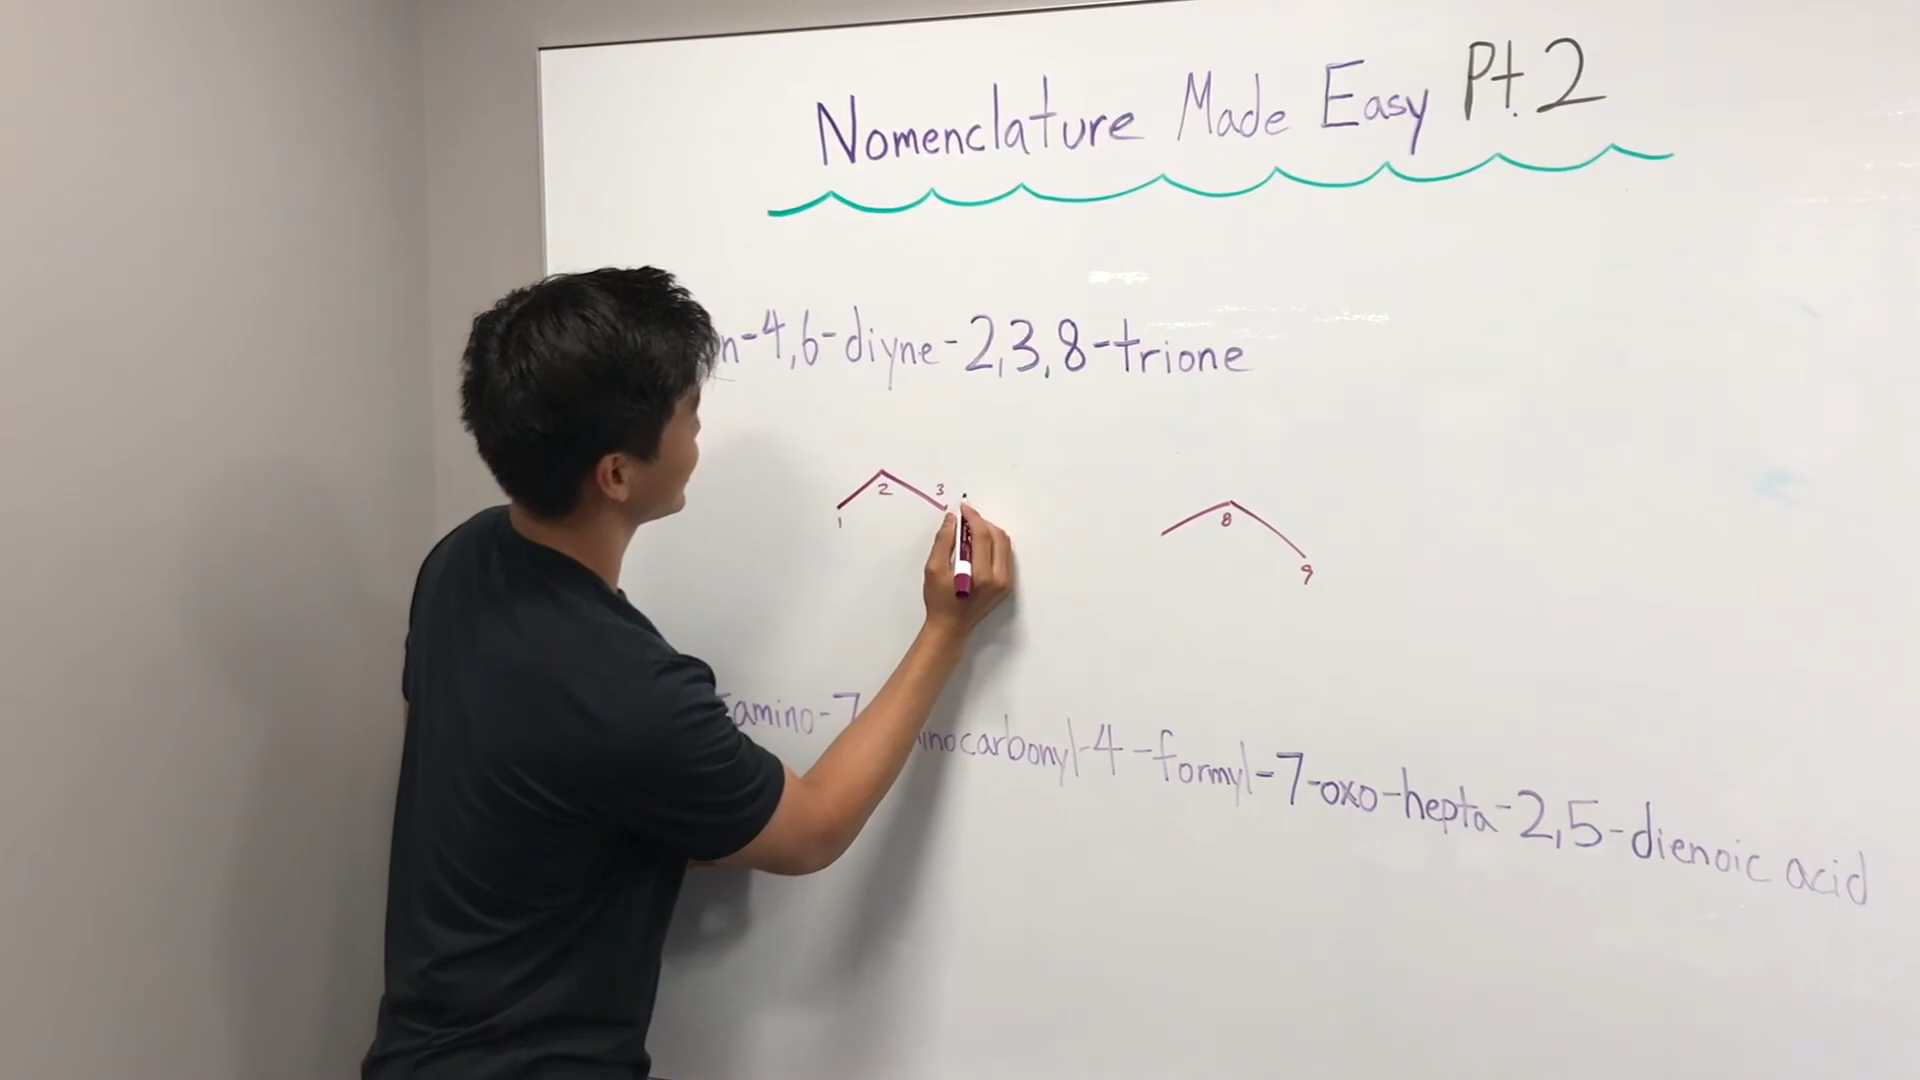 Nomenclature Made Easy Pt.2
n-4,6-diyne-2,3,8-trione
1 2 3 8 9
amino-7 nocarbonyl-4-formyl-7-oxo-hepta-2,5-dienoic acid